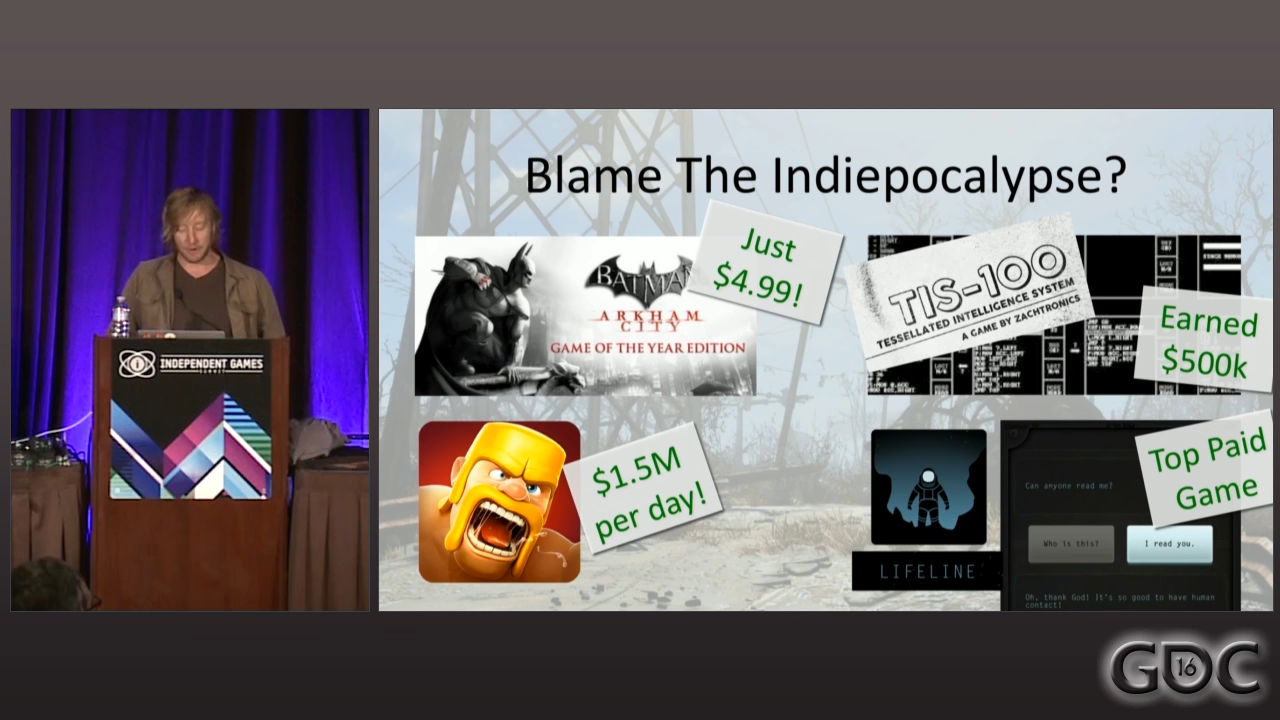 Blame The Indiepocalypse?
Just
$4.99!
BATMAN
ARKHAM
CITY
GAME OF THE YEAR EDITION
TIS-100
TESSELLATED INTELLIGENCE SYSTEM
A GAME BY ZACHTRONICS
Earned
$500k
$1.5M
per day!
LIFELINE
Can anyone read me?
Who is this?
I read you.
Oh, thank God! It's so good to have human
contact!
Top Paid
Game
INDEPENDENT GAMES
SUMMIT
GDC
16